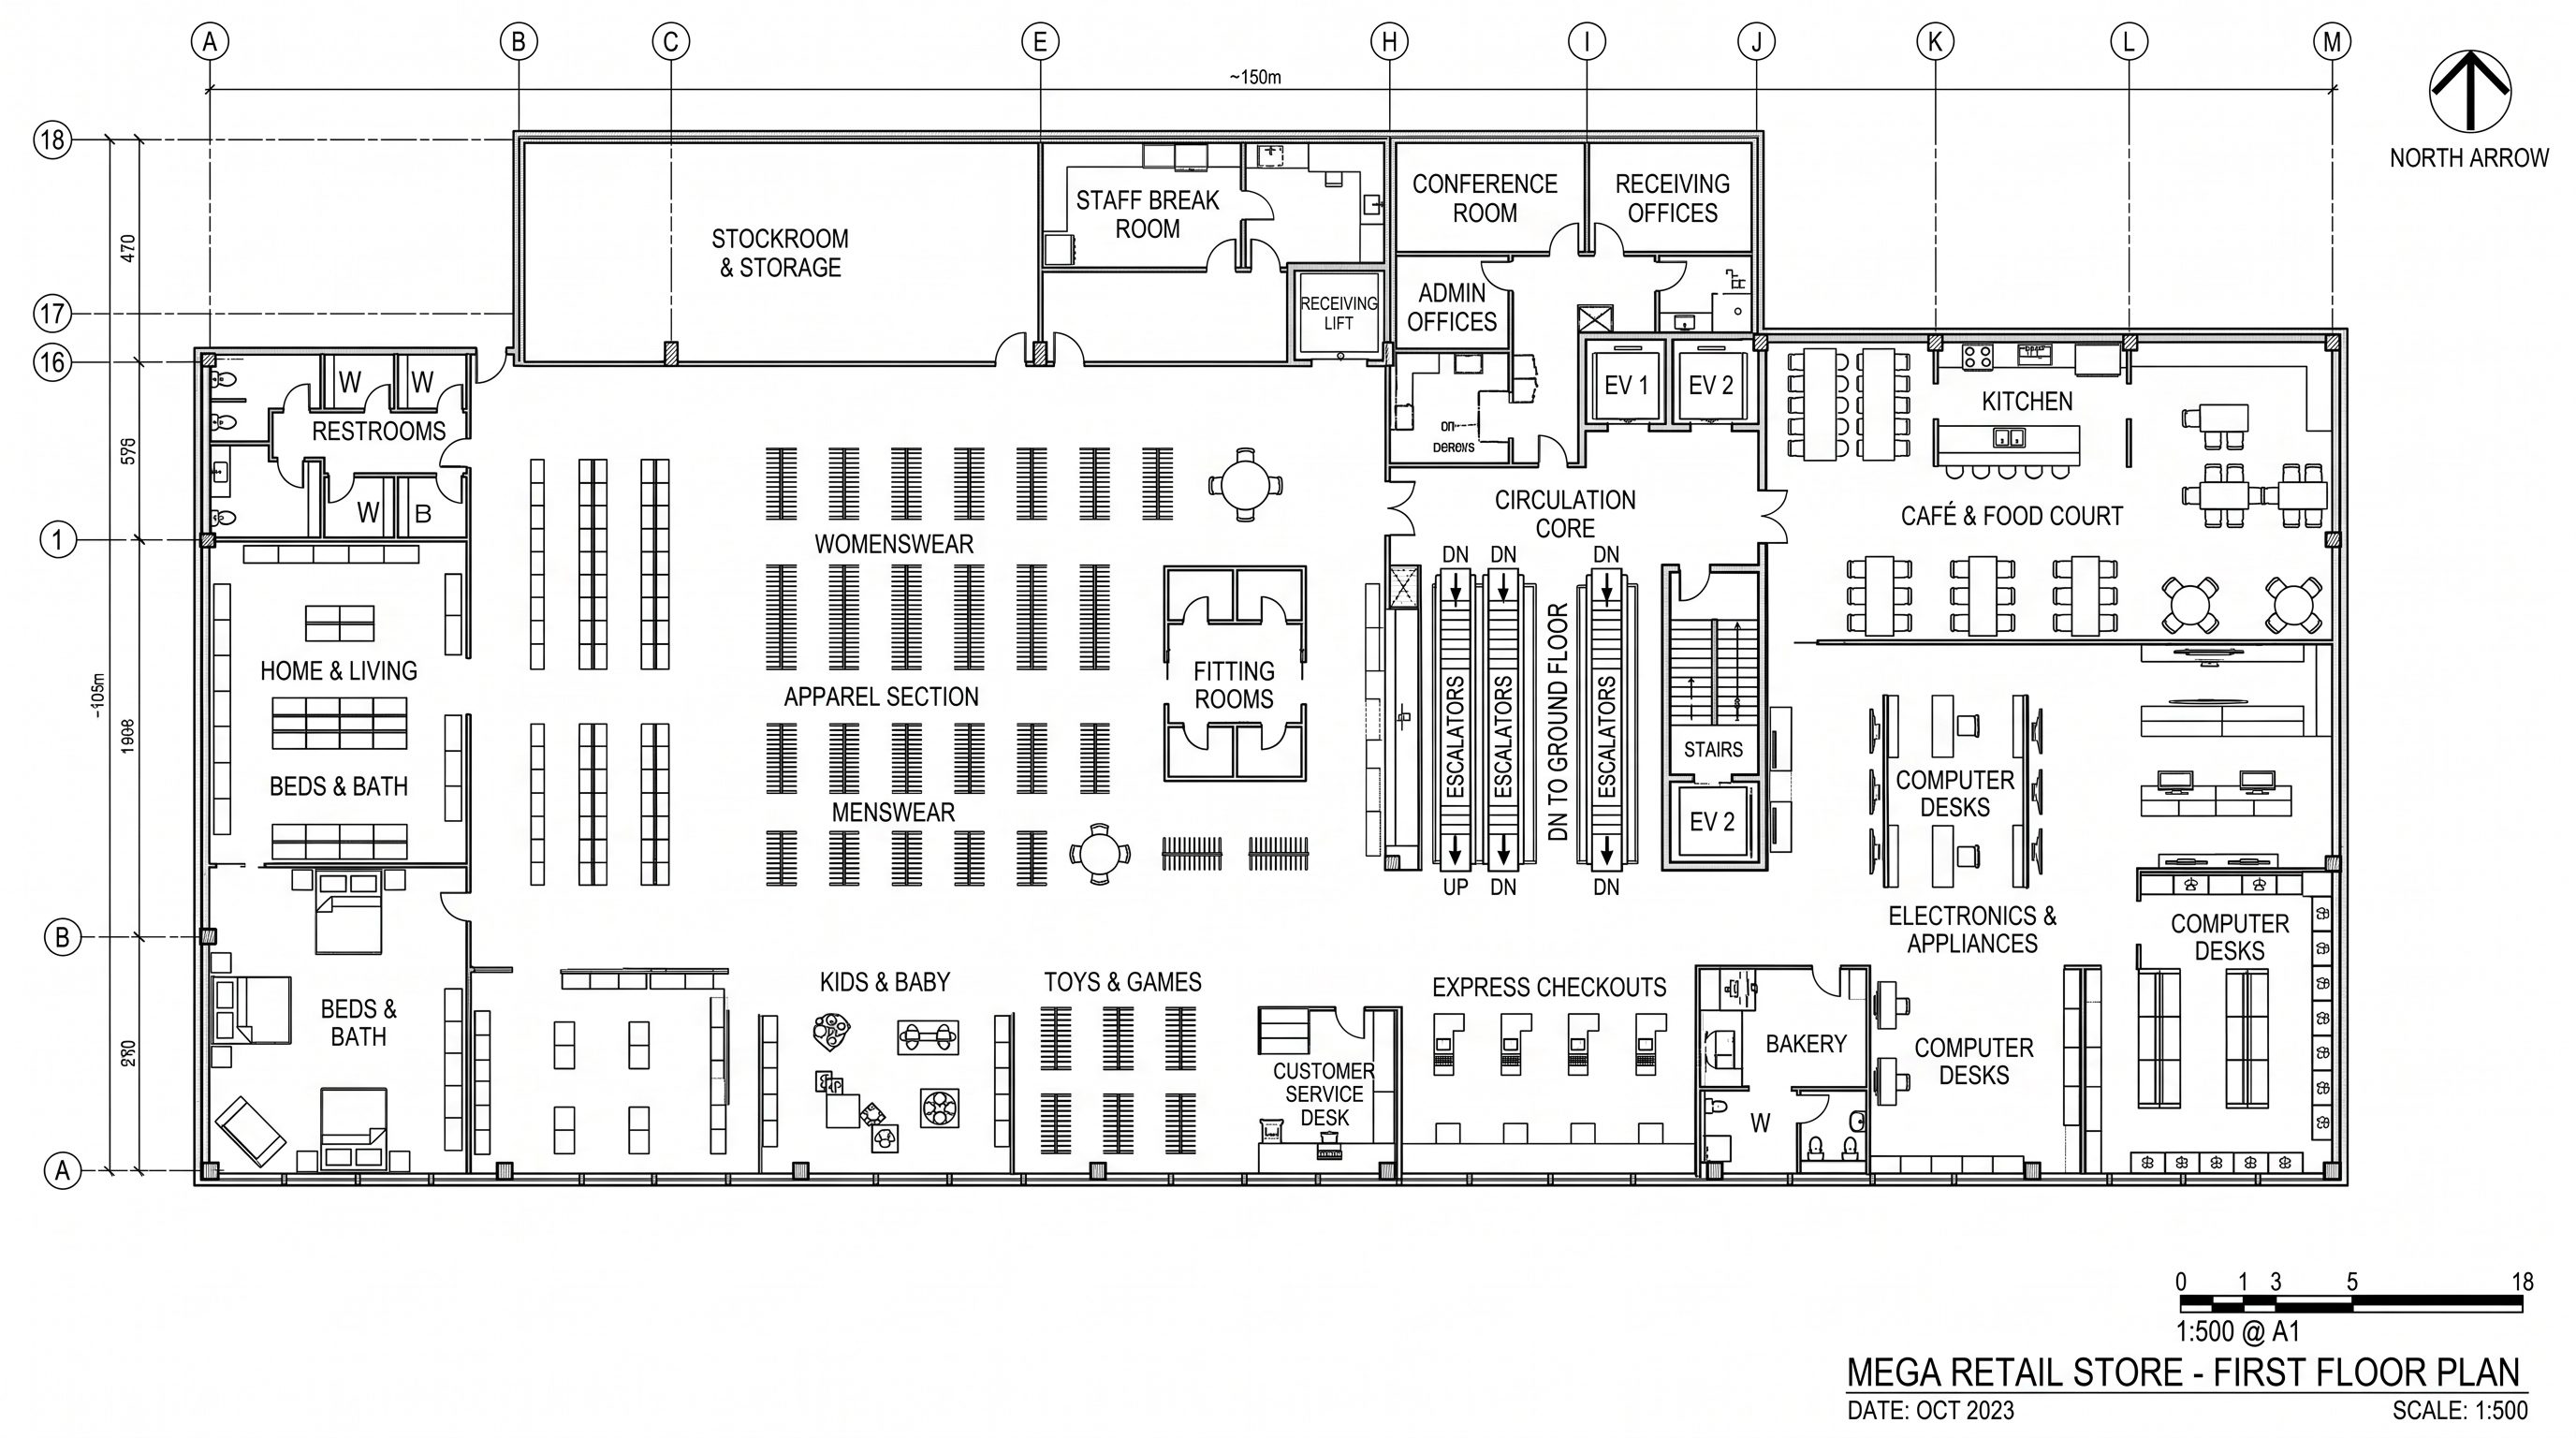 A
B
C
E
H
I
J
K
L
M
~150m
NORTH ARROW
18
17
16
1
B
A
470
~105m
STOCKROOM
& STORAGE
STAFF BREAK
ROOM
RECEIVING
LIFT
CONFERENCE
ROOM
RECEIVING
OFFICES
ADMIN
OFFICES
EV 1
EV 2
W
W
RESTROOMS
W
B
KITCHEN
CAFÉ & FOOD COURT
CIRCULATION
CORE
WOMENSWEAR
APPAREL SECTION
MENSWEAR
FITTING
ROOMS
HOME & LIVING
BEDS & BATH
BEDS &
BATH
DN
DN
DN
ESCALATORS
ESCALATORS
DN TO GROUND FLOOR
ESCALATORS
UP
DN
DN
STAIRS
EV 2
COMPUTER
DESKS
ELECTRONICS &
APPLIANCES
COMPUTER
DESKS
KIDS & BABY
TOYS & GAMES
CUSTOMER
SERVICE
DESK
EXPRESS CHECKOUTS
BAKERY
W
COMPUTER
DESKS
0 1 3 5 18
1:500 @ A1
MEGA RETAIL STORE - FIRST FLOOR PLAN
DATE: OCT 2023
SCALE: 1:500